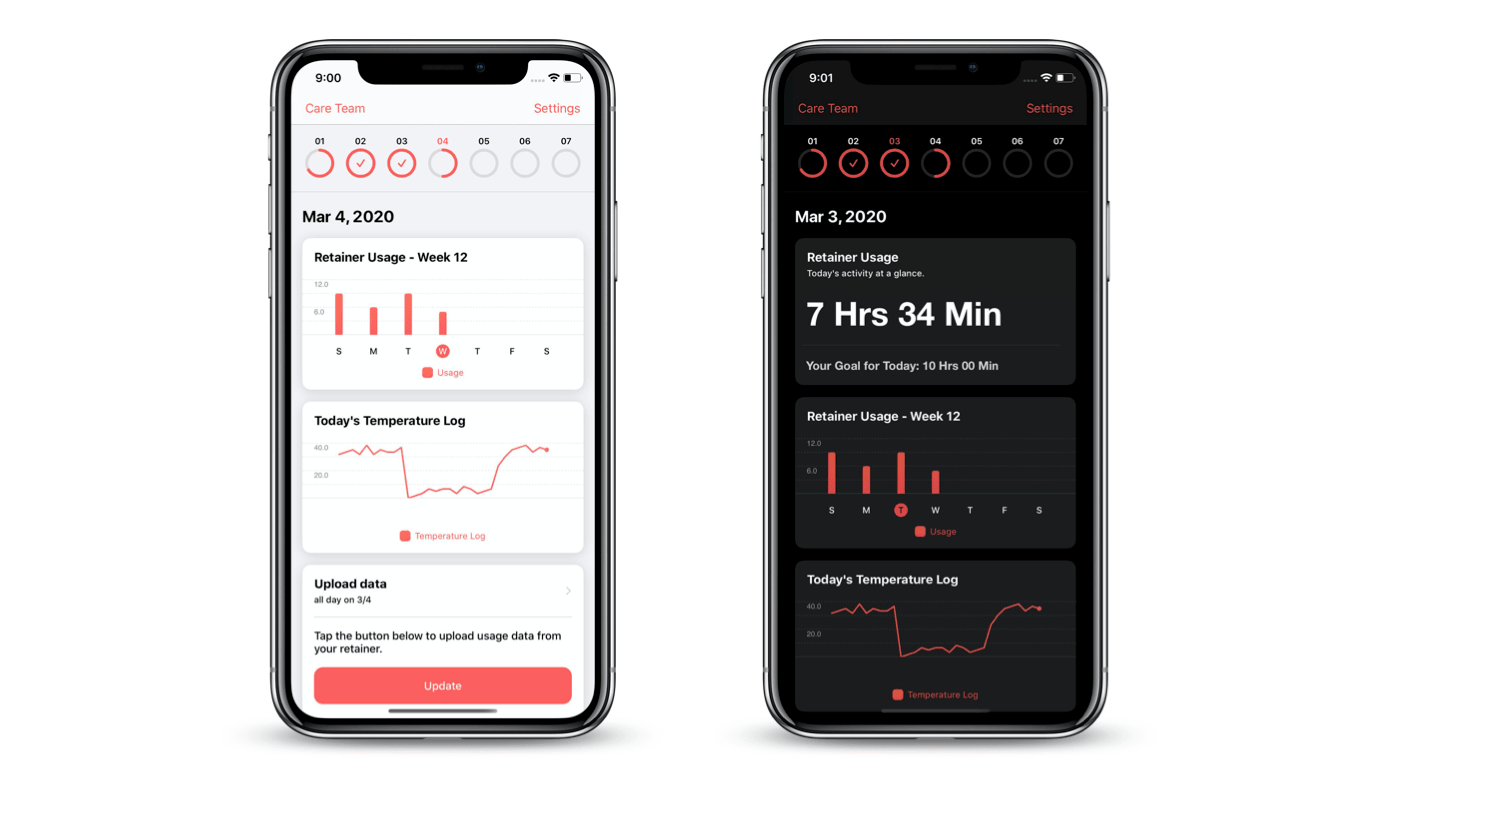 9:00
Care Team Settings
01 02 03 04 05 06 07
Mar 4, 2020
Retainer Usage - Week 12
12.0
6.0
S M T W T F S
Usage
Today's Temperature Log
40.0
20.0
Temperature Log
Upload data
all day on 3/4
Tap the button below to upload usage data from
your retainer.
Update
9:01
Care Team Settings
01 02 03 04 05 06 07
Mar 3, 2020
Retainer Usage
Today's activity at a glance.
7 Hrs 34 Min
Your Goal for Today: 10 Hrs 00 Min
Retainer Usage - Week 12
12.0
6.0
S M T W T F S
Usage
Today's Temperature Log
40.0
20.0
Temperature Log